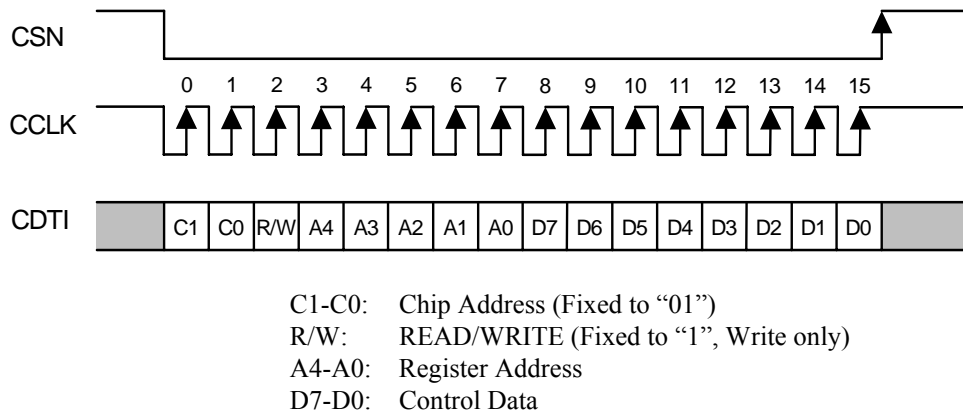 CSN
0 1 2 3 4 5 6 7 8 9 10 11 12 13 14 15
CCLK
CDTI C1 C0 R/W A4 A3 A2 A1 A0 D7 D6 D5 D4 D3 D2 D1 D0
C1-C0: Chip Address (Fixed to “01”)
R/W: READ/WRITE (Fixed to “1”, Write only)
A4-A0: Register Address
D7-D0: Control Data